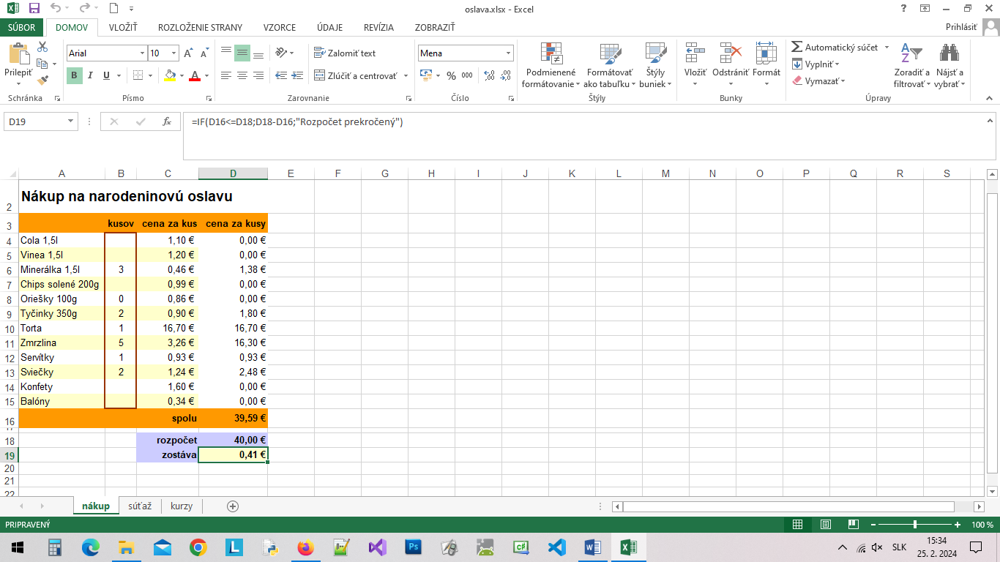 oslava.xlsx - Excel
?
SÚBOR DOMOV VLOŽIŤ ROZLOŽENIE STRANY VZORCE ÚDAJE REVÍZIA ZOBRAZIŤ Prihlásiť
Prilepiť
Schránka
Arial 10
B I U A
Písmo
Zalomiť text
Zlúčiť a centrovať
Zarovnanie
Mena
% 000
Číslo
Podmienené formátovanie
Formátovať ako tabuľku
Štýly buniek
Štýly
Vložiť Odstrániť Formát
Bunky
Automatický súčet
Vyplniť
Vymazať
Zoradiť a filtrovať
Nájsť a vybrať
Úpravy
D19 fx =IF(D16<=D18;D18-D16;"Rozpočet prekročený")
A B C D E F G H I J K L M N O P Q R S
2 Nákup na narodeninovú oslavu
3 kusov cena za kus cena za kusy
4 Cola 1,5l 1,10 € 0,00 €
5 Vinea 1,5l 1,20 € 0,00 €
6 Minerálka 1,5l 3 0,46 € 1,38 €
7 Chips solené 200g 0,99 € 0,00 €
8 Oriešky 100g 0 0,86 € 0,00 €
9 Tyčinky 350g 2 0,90 € 1,80 €
10 Torta 1 16,70 € 16,70 €
11 Zmrzlina 5 3,26 € 16,30 €
12 Servítky 1 0,93 € 0,93 €
13 Sviečky 2 1,24 € 2,48 €
14 Konfety 1,60 € 0,00 €
15 Balóny 0,34 € 0,00 €
16 spolu 39,59 €
17
18 rozpočet 40,00 €
19 zostáva 0,41 €
20
21
22
nákup súťaž kurzy
PRIPRAVENÝ 100 %
SLK 15:34
25. 2. 2024